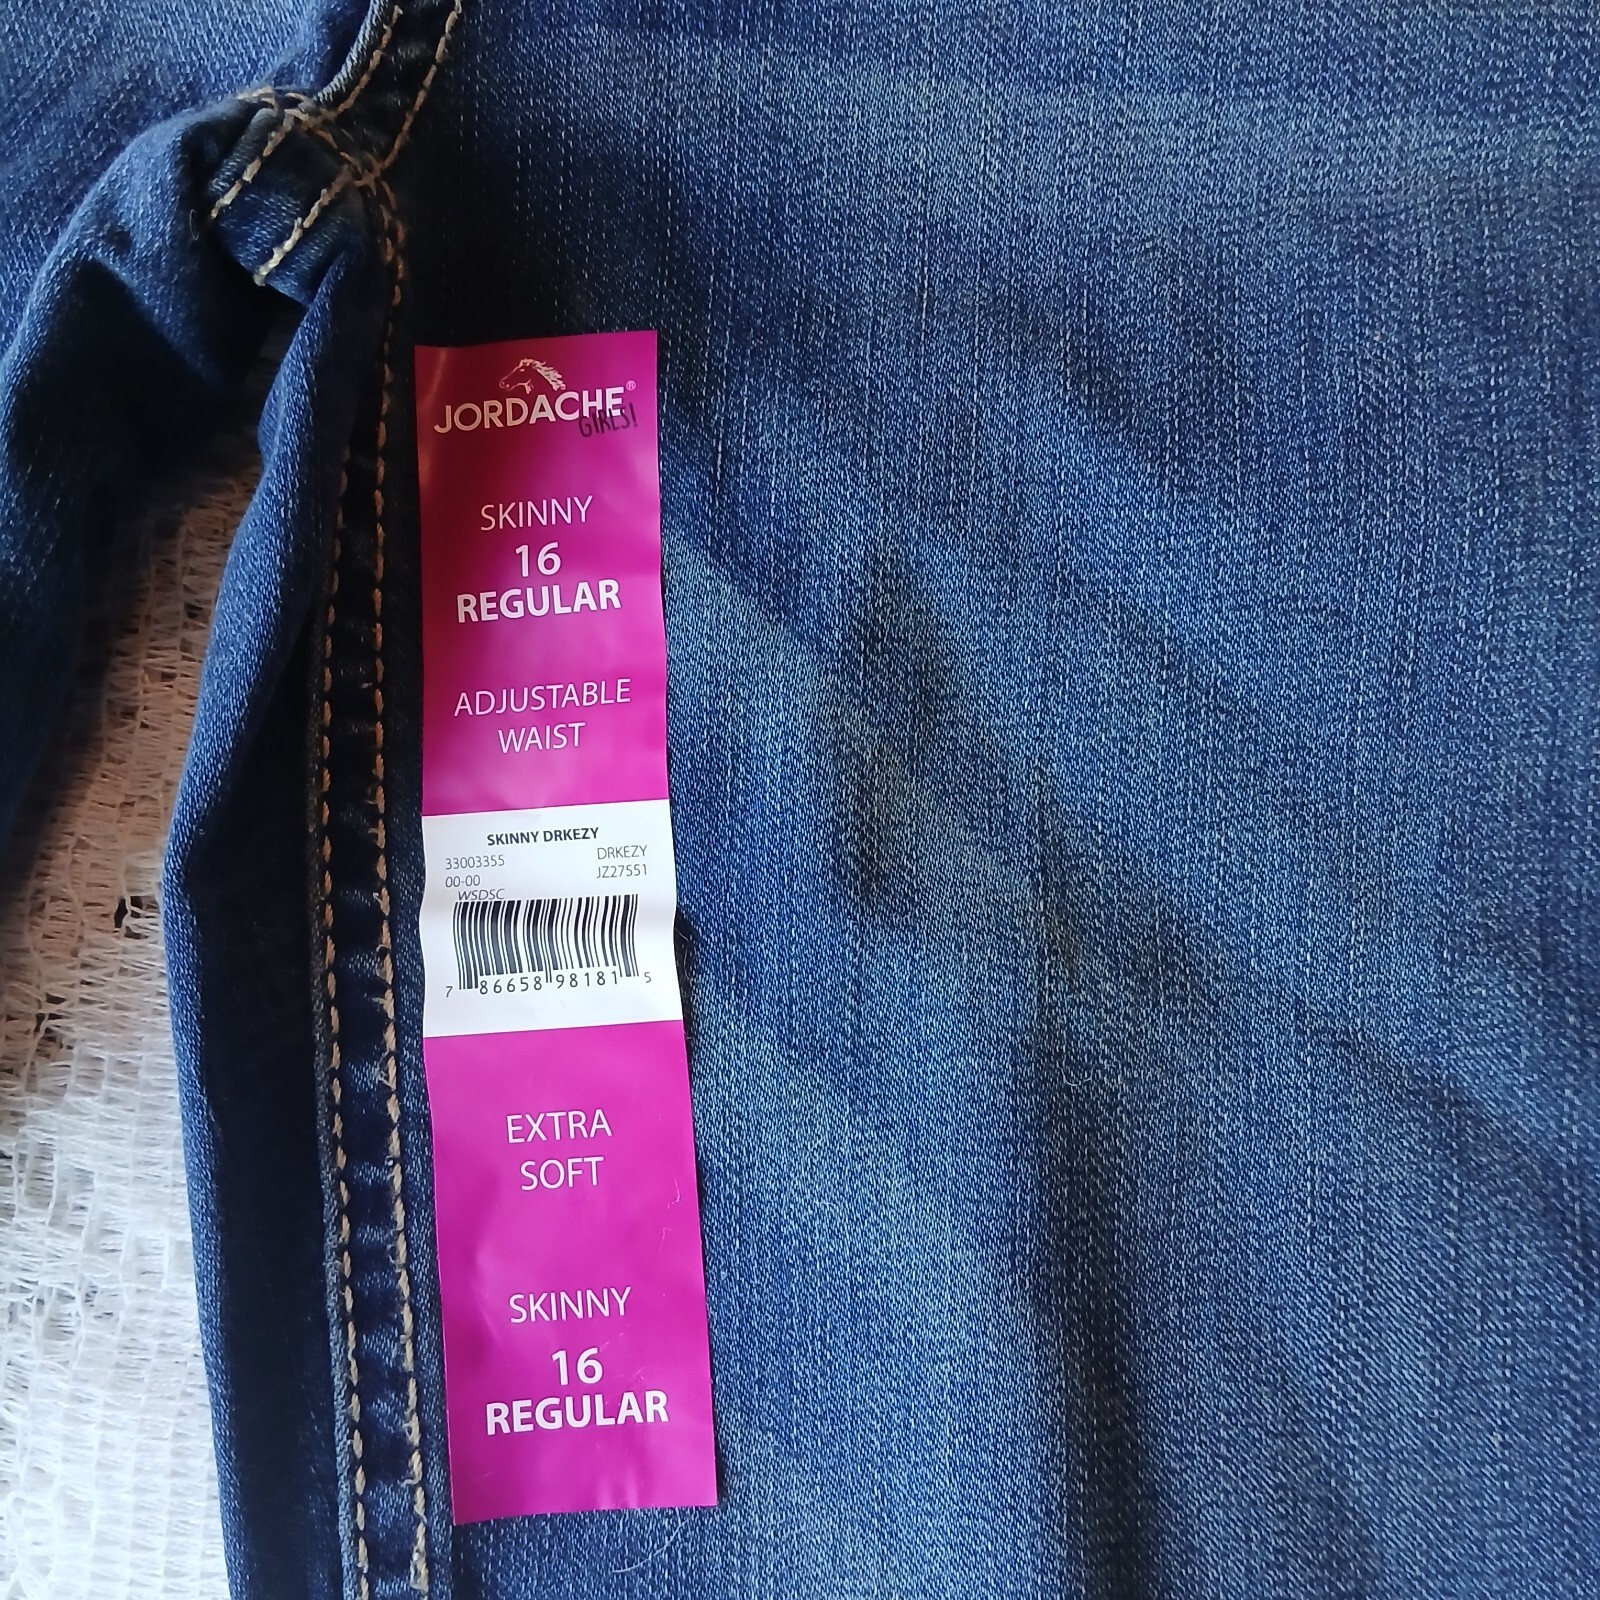 JORDACHE®
GIRLS!
SKINNY
16
REGULAR
ADJUSTABLE
WAIST
SKINNY DRKEZY
33003355 DRKEZY
00-00 JZ27551
WSDSC
7 86658 98181 5
EXTRA
SOFT
SKINNY
16
REGULAR